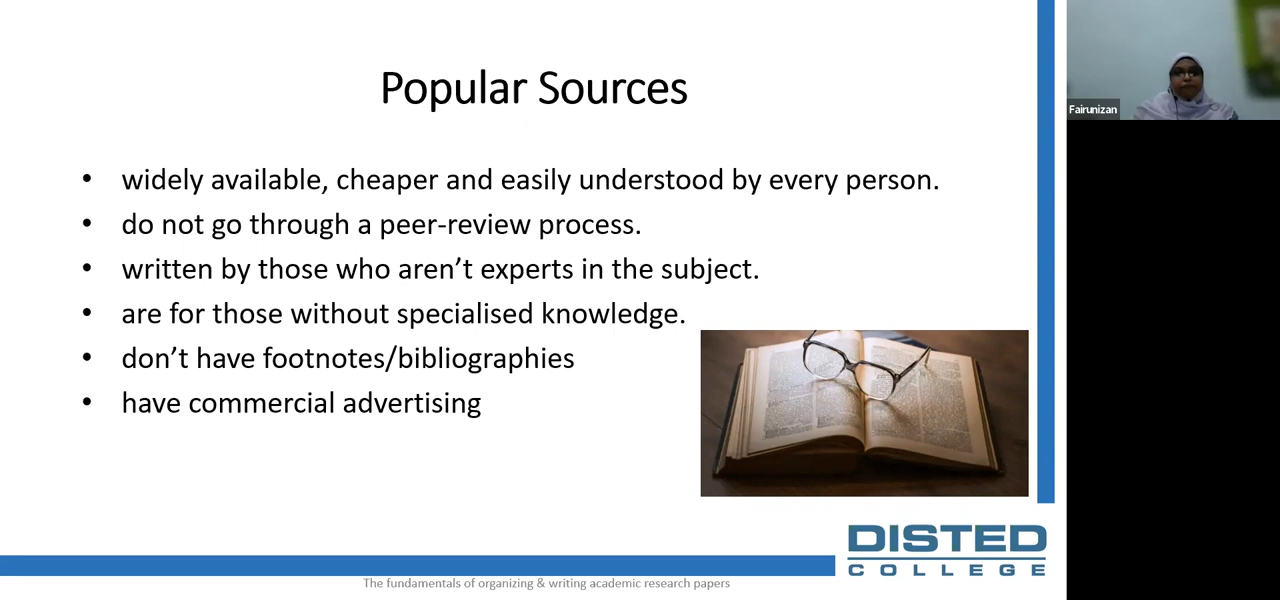 Popular Sources
• widely available, cheaper and easily understood by every person.
• do not go through a peer-review process.
• written by those who aren’t experts in the subject.
• are for those without specialised knowledge.
• don’t have footnotes/bibliographies
• have commercial advertising
DISTED
COLLEGE
The fundamentals of organizing & writing academic research papers
Fairunizan